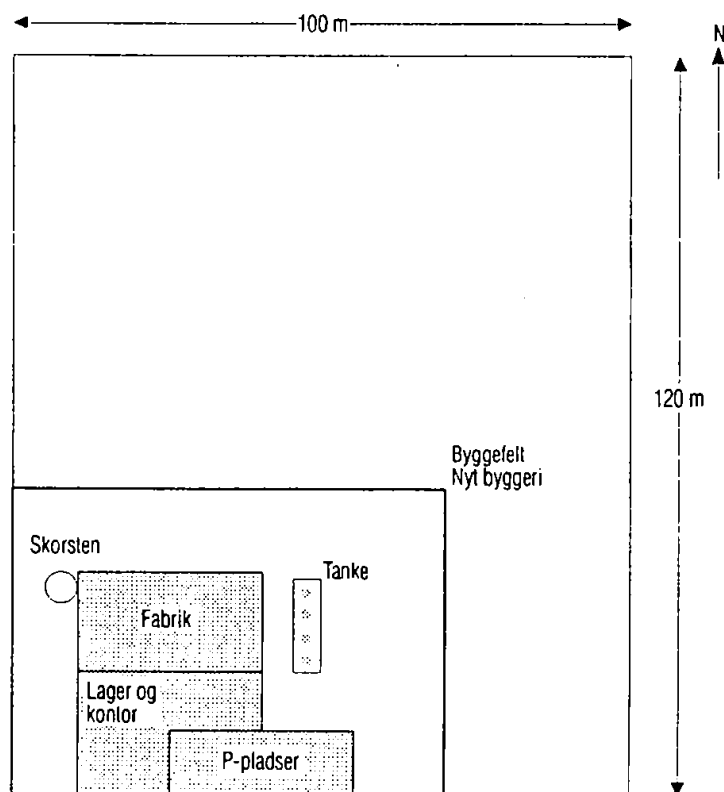 100 m
N
120 m
Byggefelt
Nyt byggeri
Skorsten
Tanke
Fabrik
Lager og
kontor
P-pladser